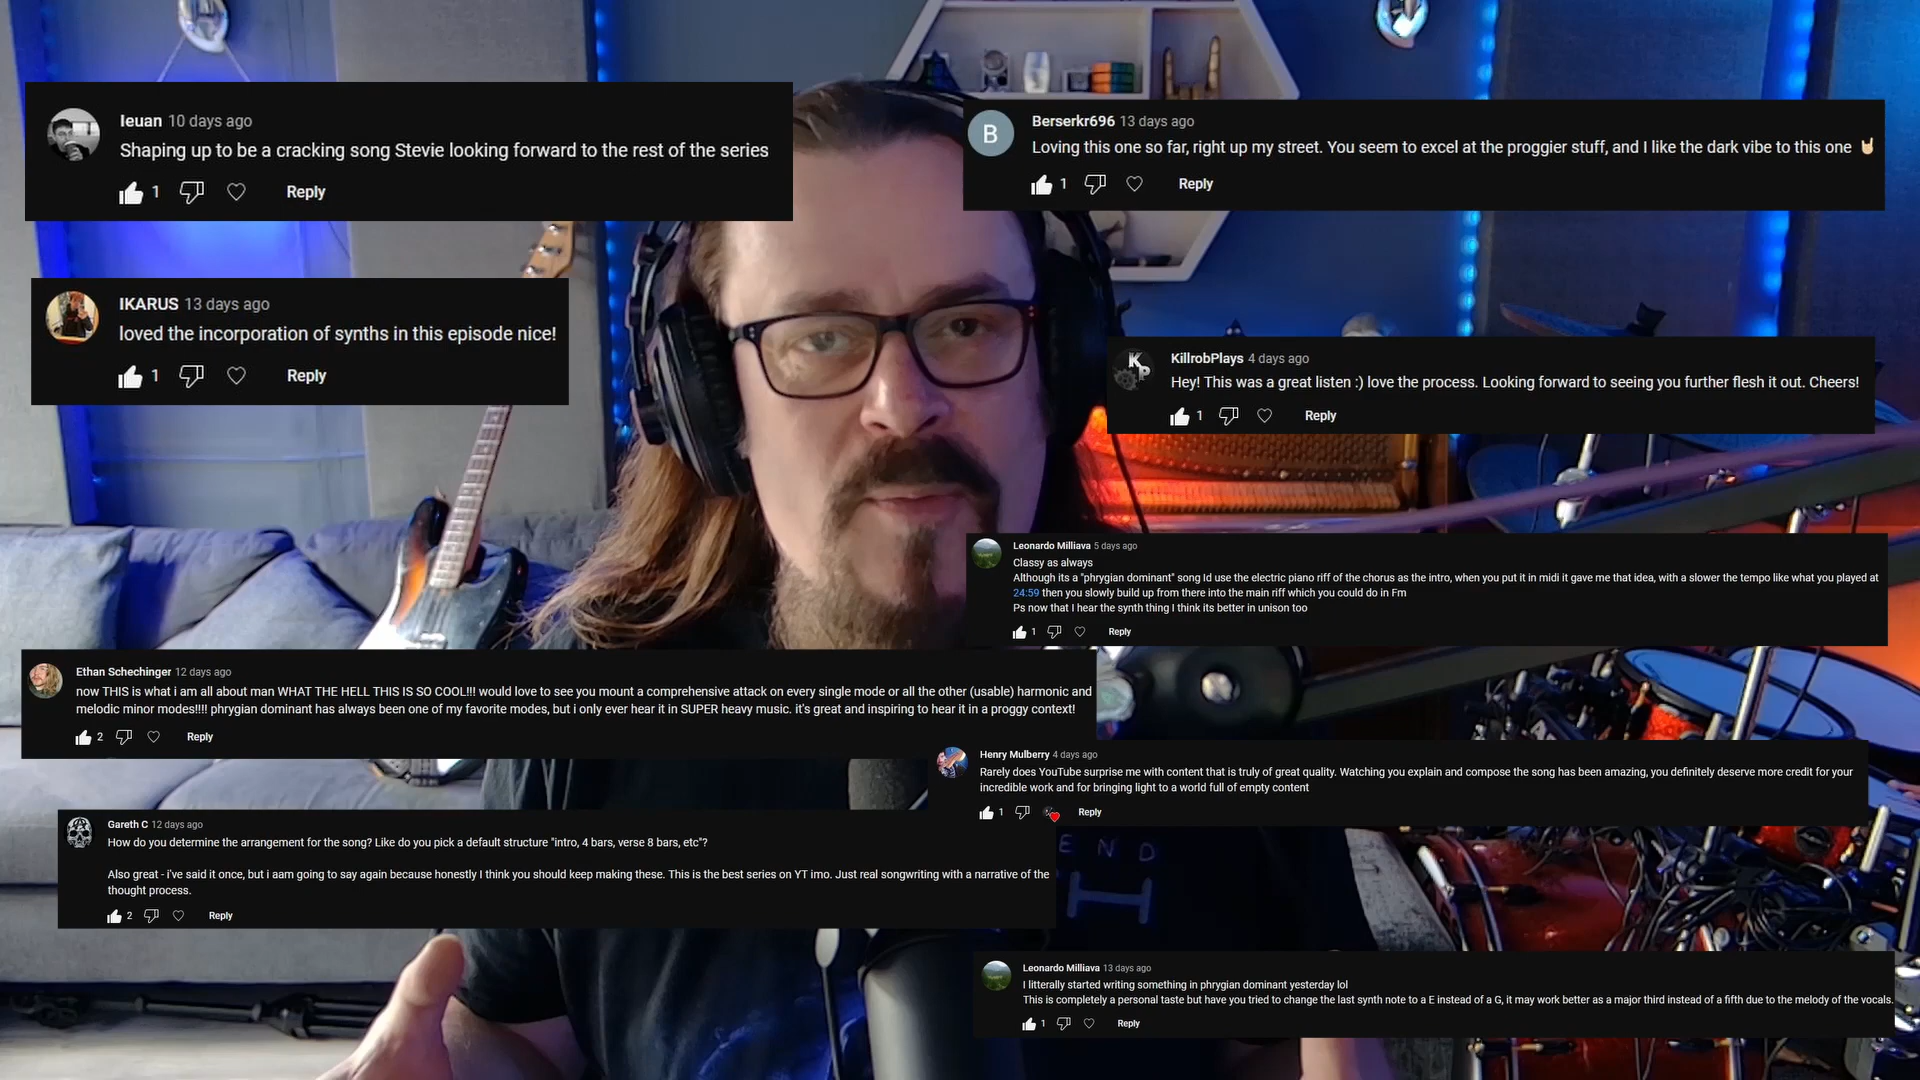 Ieuan 10 days ago
Shaping up to be a cracking song Stevie looking forward to the rest of the series
1 Reply
B
Berserkr696 13 days ago
Loving this one so far, right up my street. You seem to excel at the proggier stuff, and I like the dark vibe to this one 🤘🏻
1 Reply
IKARUS 13 days ago
loved the incorporation of synths in this episode nice!
1 Reply
KP
KillrobPlays 4 days ago
Hey! This was a great listen :) love the process. Looking forward to seeing you further flesh it out. Cheers!
1 Reply
Leonardo Milliava 5 days ago
Classy as always
Although its a "phrygian dominant" song Id use the electric piano riff of the chorus as the intro, when you put it in midi it gave me that idea, with a slower the tempo like what you played at
24:59 then you slowly build up from there into the main riff which you could do in Fm
Ps now that I hear the synth thing I think its better in unison too
1 Reply
Ethan Schechinger 12 days ago
now THIS is what i am all about man WHAT THE HELL THIS IS SO COOL!!! would love to see you mount a comprehensive attack on every single mode or all the other (usable) harmonic and
melodic minor modes!!!! phrygian dominant has always been one of my favorite modes, but i only ever hear it in SUPER heavy music. it's great and inspiring to hear it in a proggy context!
2 Reply
Henry Mulberry 4 days ago
Rarely does YouTube surprise me with content that is truly of great quality. Watching you explain and compose the song has been amazing, you definitely deserve more credit for your
incredible work and for bringing light to a world full of empty content
1 Reply
Gareth C 12 days ago
How do you determine the arrangement for the song? Like do you pick a default structure "intro, 4 bars, verse 8 bars, etc"?
Also great - i've said it once, but i aam going to say again because honestly I think you should keep making these. This is the best series on YT imo. Just real songwriting with a narrative of the
thought process.
2 Reply
END
Leonardo Milliava 13 days ago
I litterally started writing something in phrygian dominant yesterday lol
This is completely a personal taste but have you tried to change the last synth note to a E instead of a G, it may work better as a major third instead of a fifth due to the melody of the vocals.
1 Reply